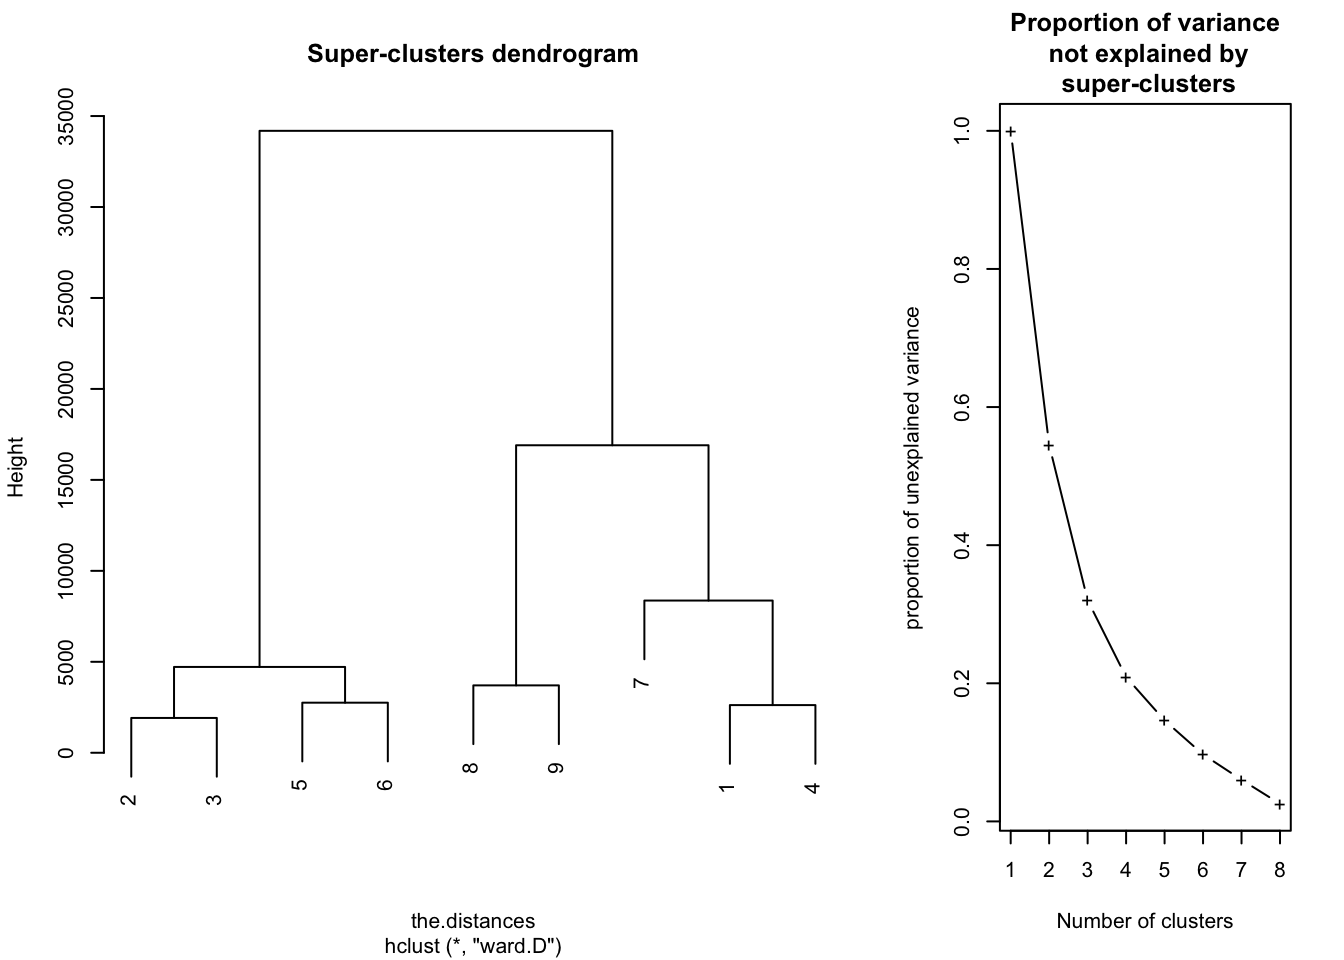 Super-clusters dendrogram
Height
35000
30000
25000
20000
15000
10000
5000
0
2
3
5
6
8
9
7
1
4
the.distances
hclust (*, "ward.D")
Proportion of variance
not explained by
super-clusters
proportion of unexplained variance
1.0
0.8
0.6
0.4
0.2
0.0
1 2 3 4 5 6 7 8
Number of clusters